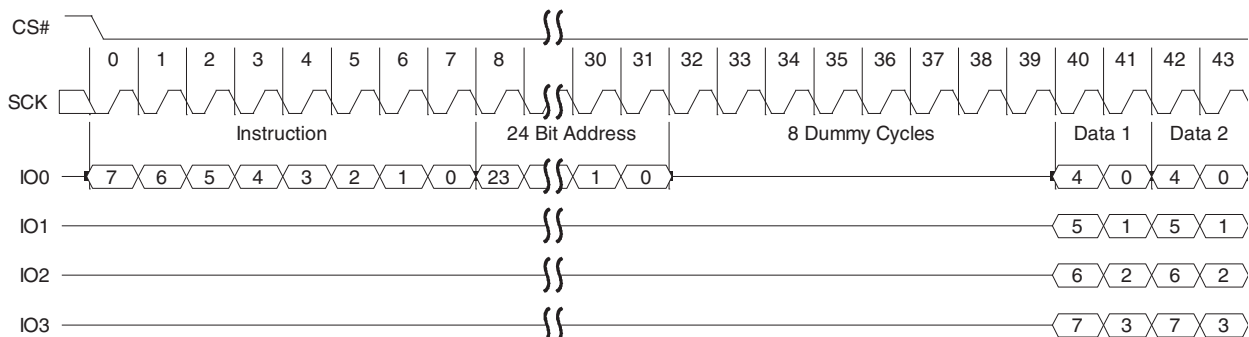 CS#
0 1 2 3 4 5 6 7 8 30 31 32 33 34 35 36 37 38 39 40 41 42 43
SCK
Instruction 24 Bit Address 8 Dummy Cycles Data 1 Data 2
IO0 7 6 5 4 3 2 1 0 23 1 0 4 0 4 0
IO1 5 1 5 1
IO2 6 2 6 2
IO3 7 3 7 3